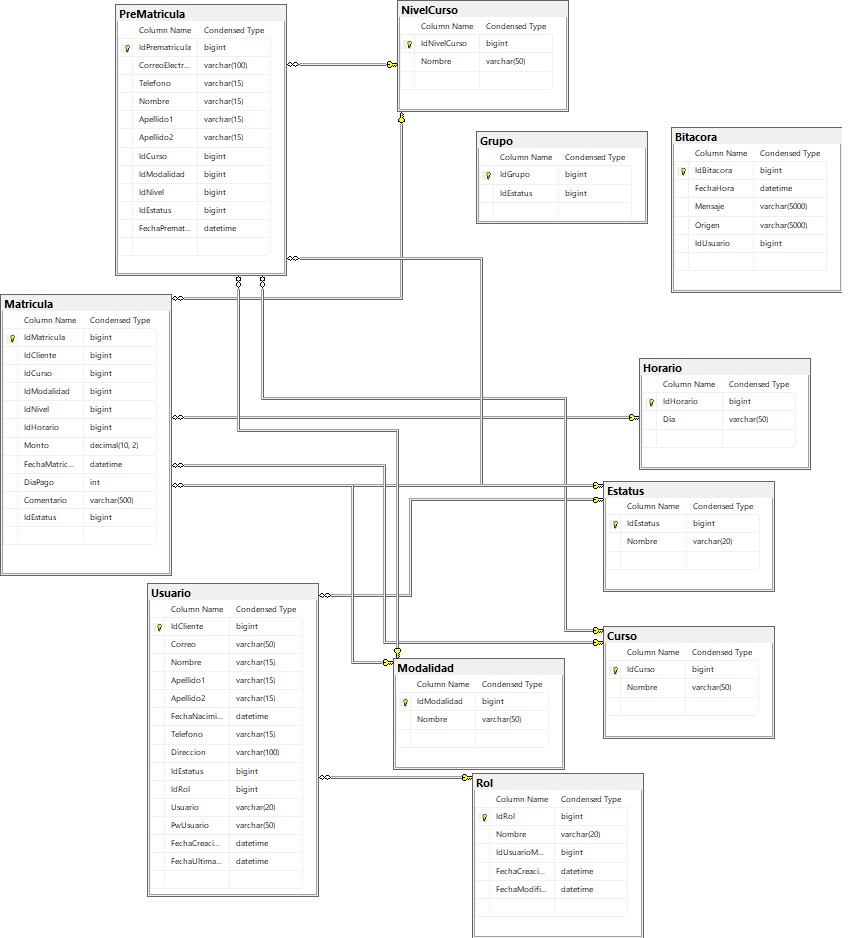 PreMatricula
Column Name Condensed Type
IdPrematricula bigint
CorreoElectr... varchar(100)
Telefono varchar(15)
Nombre varchar(15)
Apellido1 varchar(15)
Apellido2 varchar(15)
IdCurso bigint
IdModalidad bigint
IdNivel bigint
IdEstatus bigint
FechaPremat... datetime
NivelCurso
Column Name Condensed Type
IdNivelCurso bigint
Nombre varchar(50)
Grupo
Column Name Condensed Type
IdGrupo bigint
IdEstatus bigint
Bitacora
Column Name Condensed Type
IdBitacora bigint
FechaHora datetime
Mensaje varchar(5000)
Origen varchar(5000)
IdUsuario bigint
Matricula
Column Name Condensed Type
IdMatricula bigint
IdCliente bigint
IdCurso bigint
IdModalidad bigint
IdNivel bigint
IdHorario bigint
Monto decimal(10, 2)
FechaMatric... datetime
DiaPago int
Comentario varchar(500)
IdEstatus bigint
Horario
Column Name Condensed Type
IdHorario bigint
Dia varchar(50)
Estatus
Column Name Condensed Type
IdEstatus bigint
Nombre varchar(20)
Usuario
Column Name Condensed Type
IdCliente bigint
Correo varchar(50)
Nombre varchar(15)
Apellido1 varchar(15)
Apellido2 varchar(15)
FechaNacimi... datetime
Telefono varchar(15)
Direccion varchar(100)
IdEstatus bigint
IdRol bigint
Usuario varchar(20)
PwUsuario varchar(50)
FechaCreaci... datetime
FechaUltima... datetime
Curso
Column Name Condensed Type
IdCurso bigint
Nombre varchar(50)
Modalidad
Column Name Condensed Type
IdModalidad bigint
Nombre varchar(50)
Rol
Column Name Condensed Type
IdRol bigint
Nombre varchar(20)
IdUsuarioM... bigint
FechaCreaci... datetime
FechaModifi... datetime